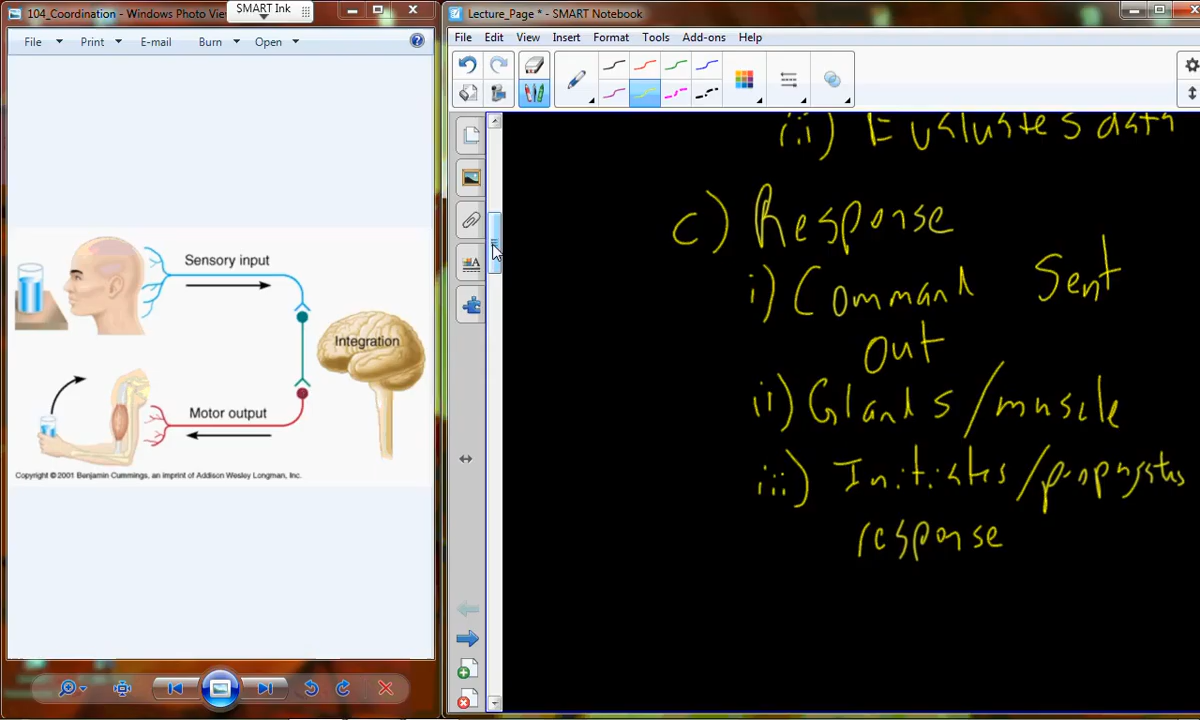 104_Coordination - Windows Photo View
SMART Ink
File Print E-mail Burn Open
Sensory input
Integration
Motor output
Copyright ©2001 Benjamin Cummings, an imprint of Addison Wesley Longman, Inc.
Lecture_Page * - SMART Notebook
File Edit View Insert Format Tools Add-ons Help
iii) Evaluates data
c) Response
i) Command Sent
out
ii) Glands/muscle
iii) Initiates/propagates
response